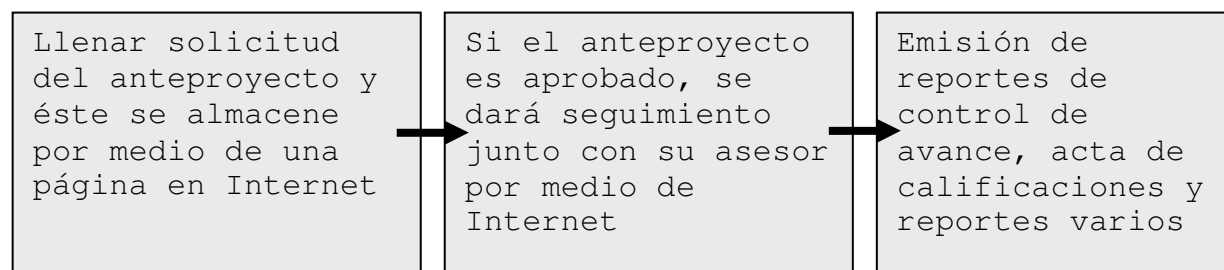 Llenar solicitud
del anteproyecto y
éste se almacene
por medio de una
página en Internet
Si el anteproyecto
es aprobado, se
dará seguimiento
junto con su asesor
por medio de
Internet
Emisión de
reportes de
control de
avance, acta de
calificaciones y
reportes varios